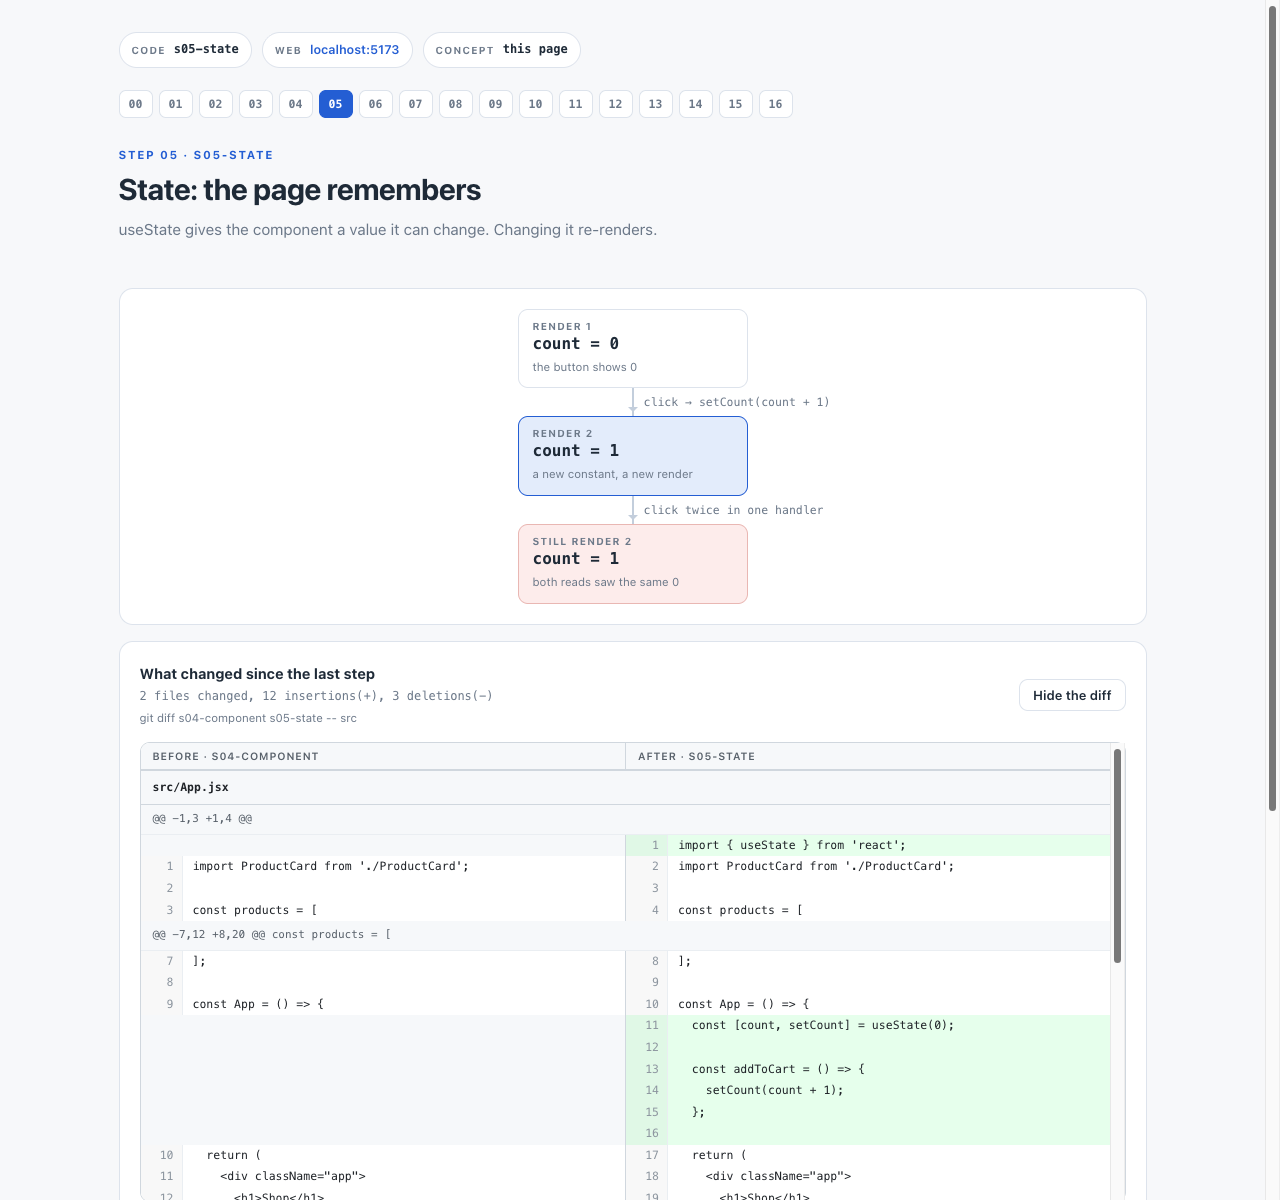 CODE s05-state WEB localhost:5173 CONCEPT this page
00 01 02 03 04 05 06 07 08 09 10 11 12 13 14 15 16
STEP 05 · S05-STATE
State: the page remembers
useState gives the component a value it can change. Changing it re-renders.
RENDER 1
count = 0
the button shows 0
click → setCount(count + 1)
RENDER 2
count = 1
a new constant, a new render
click twice in one handler
STILL RENDER 2
count = 1
both reads saw the same 0
What changed since the last step
2 files changed, 12 insertions(+), 3 deletions(−)
git diff s04-component s05-state -- src
Hide the diff
BEFORE · S04-COMPONENT AFTER · S05-STATE
src/App.jsx
@@ −1,3 +1,4 @@
1 import { useState } from 'react';
1 import ProductCard from './ProductCard'; 2 import ProductCard from './ProductCard';
2 3
3 const products = [ 4 const products = [
@@ −7,12 +8,20 @@ const products = [
7 ]; 8 ];
8 9
9 const App = () => { 10 const App = () => {
11 const [count, setCount] = useState(0);
12
13 const addToCart = () => {
14 setCount(count + 1);
15 };
16
10 return ( 17 return (
11 <div className="app"> 18 <div className="app">
12 <h1>Shop</h1> 19 <h1>Shop</h1>